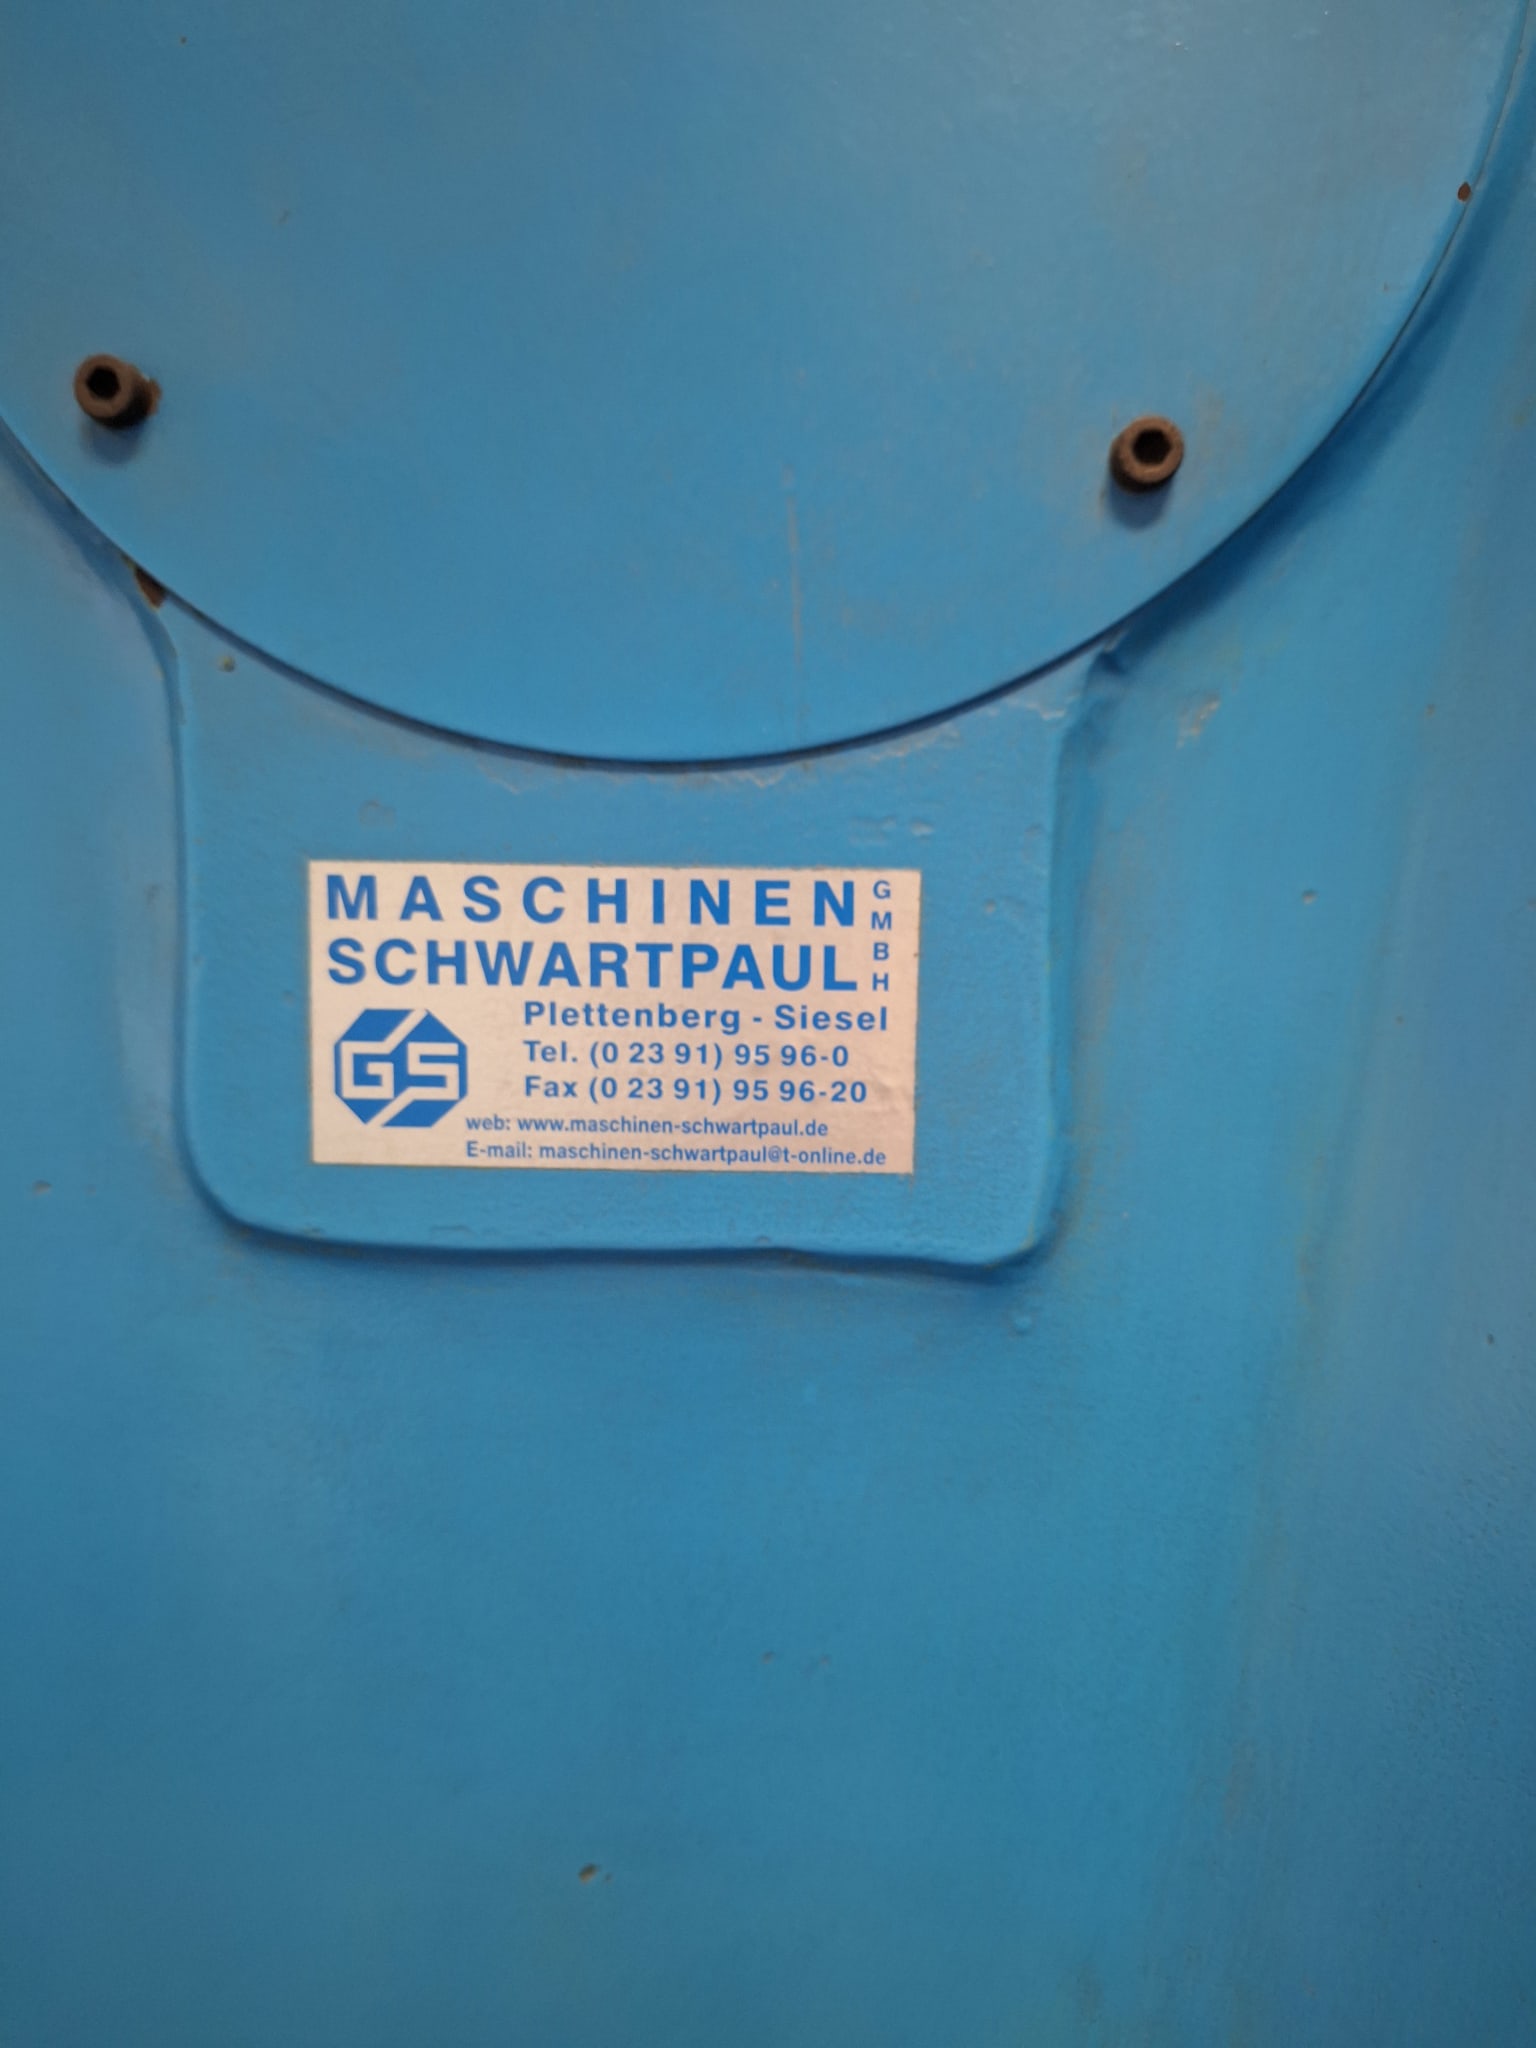 MASCHINEN GMBH
SCHWARTPAUL
Plettenberg - Siesel
GS
Tel. (0 23 91) 95 96-0
Fax (0 23 91) 95 96-20
web: www.maschinen-schwartpaul.de
E-mail: maschinen-schwartpaul@t-online.de